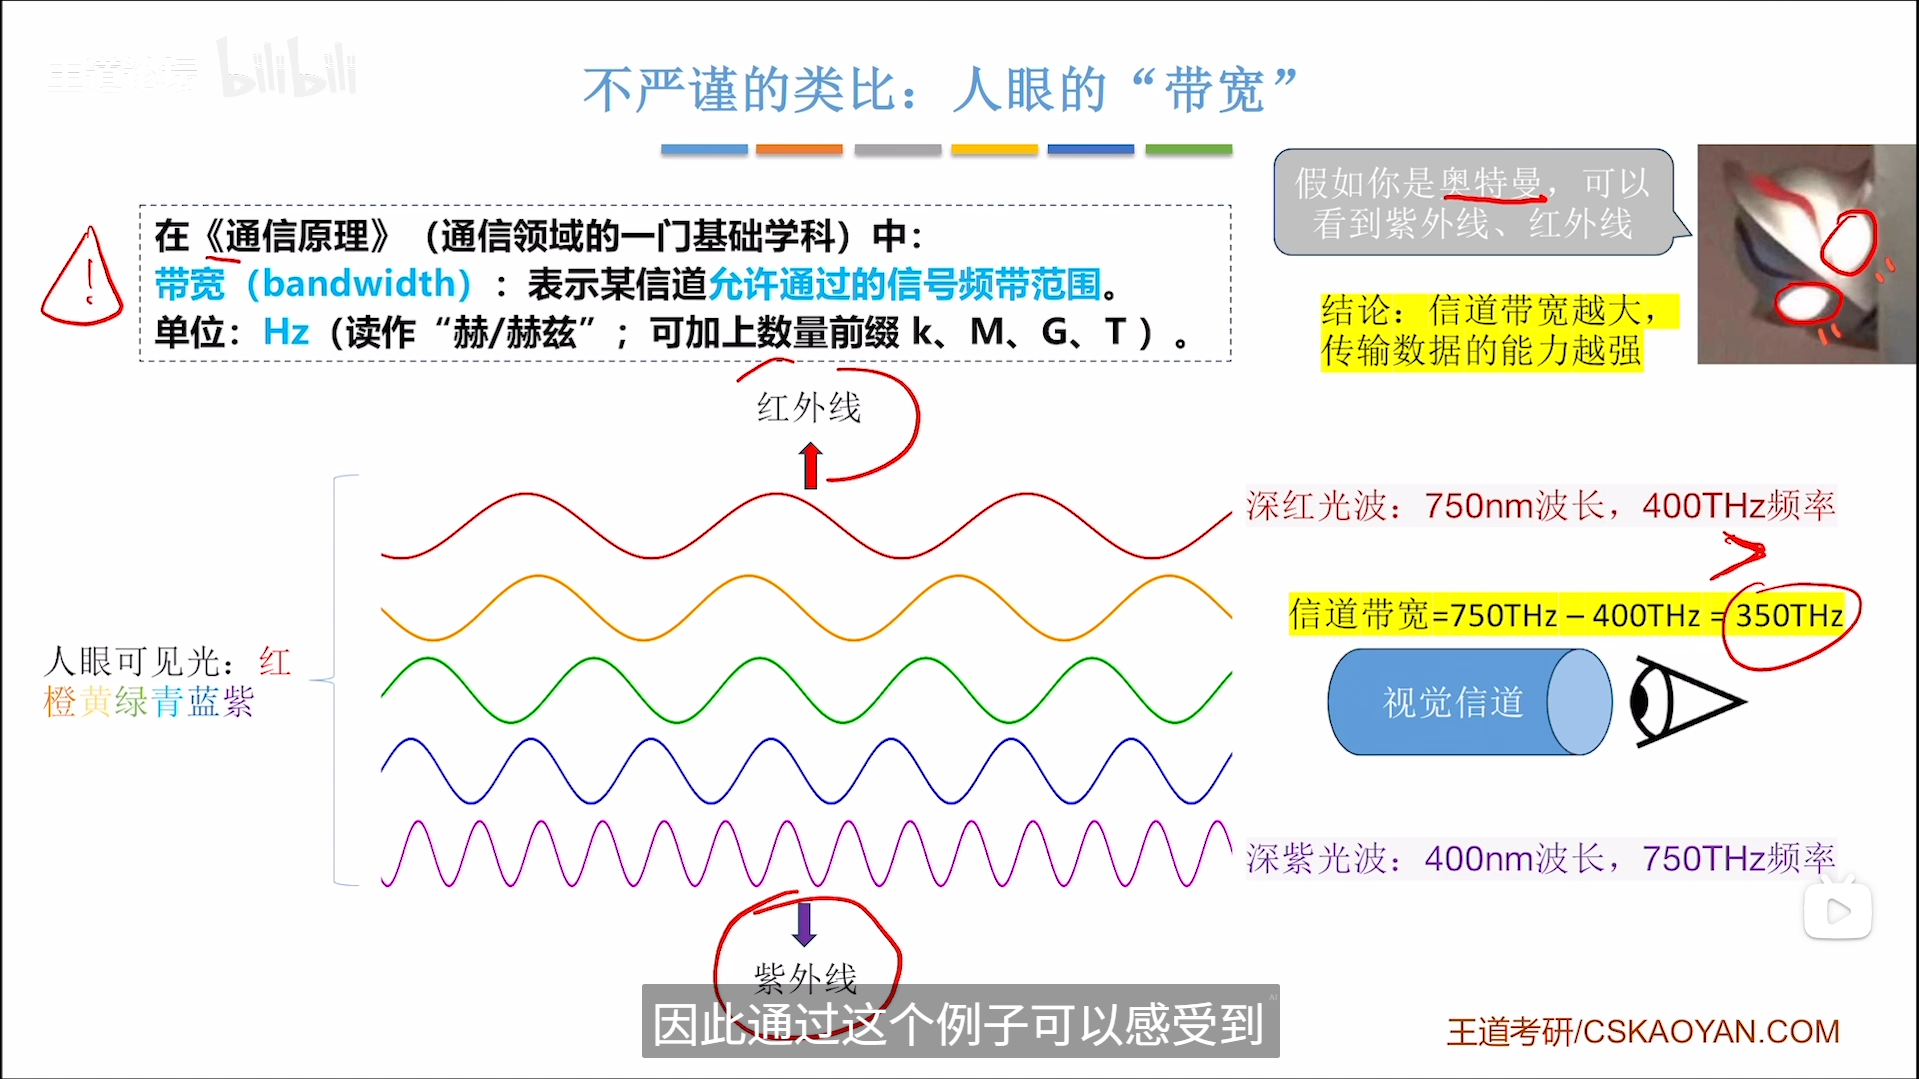 王道论坛 bilibili
不严谨的类比：人眼的“带宽”
在《通信原理》（通信领域的一门基础学科）中：
带宽（bandwidth）：表示某信道允许通过的信号频带范围。
单位：Hz（读作“赫/赫兹”；可加上数量前缀 k、M、G、T ）。
假如你是奥特曼，可以
看到紫外线、红外线
结论：信道带宽越大，
传输数据的能力越强
红外线
深红光波：750nm波长，400THz频率
信道带宽=750THz – 400THz = 350THz
人眼可见光：红
橙黄绿青蓝紫
视觉信道
深紫光波：400nm波长，750THz频率
紫外线
因此通过这个例子可以感受到
AI
王道考研/CSKAOYAN.COM